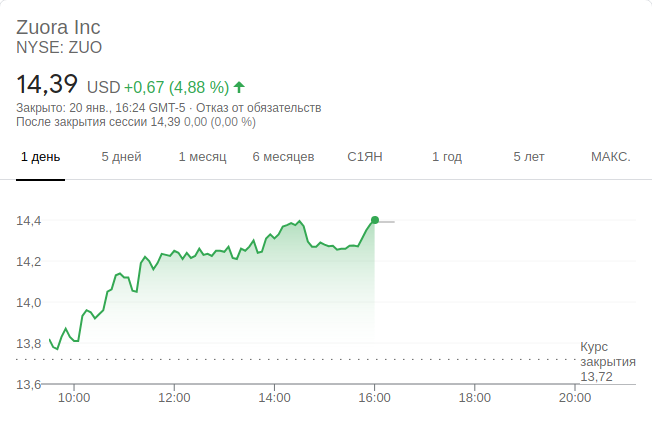 Zuora Inc
NYSE: ZUO
14,39 USD +0,67 (4,88 %)
Закрыто: 20 янв., 16:24 GMT-5 · Отказ от обязательств
После закрытия сессии 14,39 0,00 (0,00 %)
1 день 5 дней 1 месяц 6 месяцев С1ЯН 1 год 5 лет МАКС.
14,4
14,2
14,0
13,8
13,6
Курс
закрытия
13,72
10:00 12:00 14:00 16:00 18:00 20:00